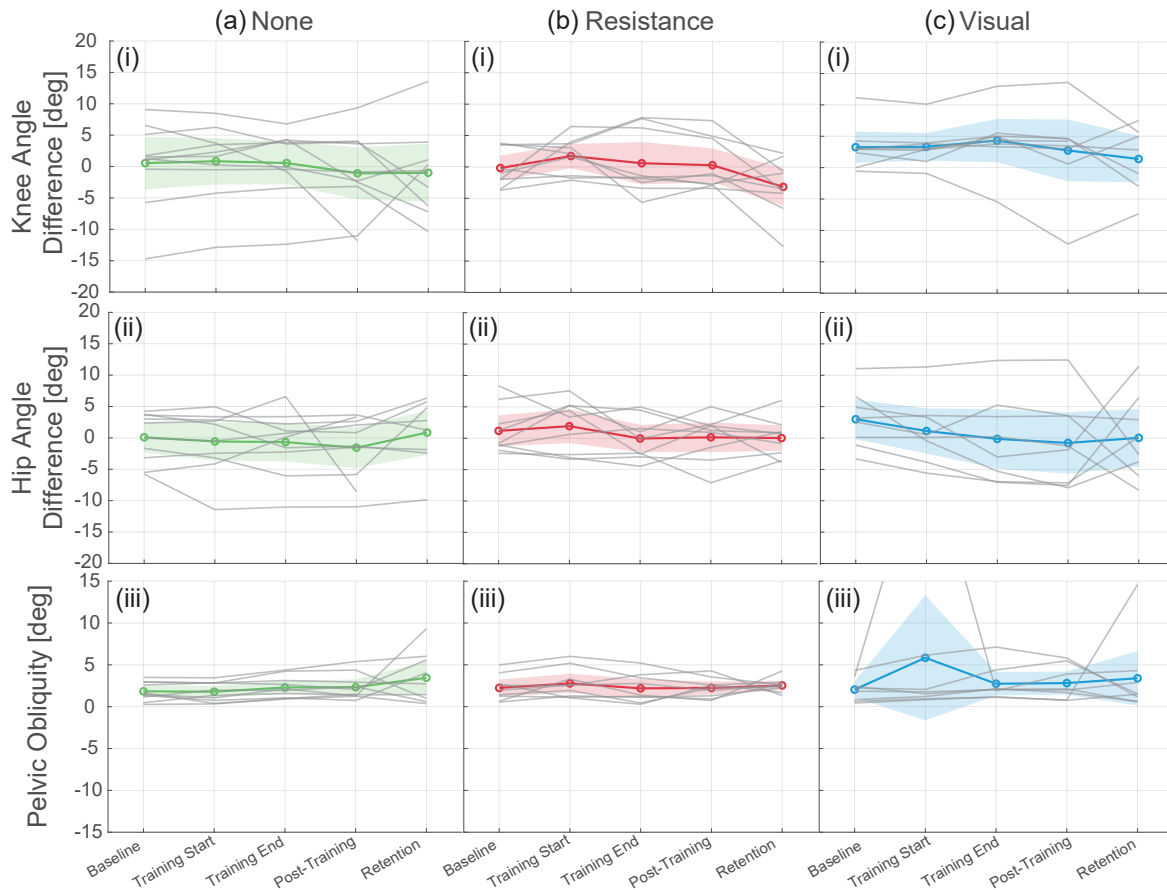 (a) None
(b) Resistance
(c) Visual
Knee Angle
Difference [deg]
20
15
10
5
0
-5
-10
-15
-20
(i)
(i)
(i)
Hip Angle
Difference [deg]
20
15
10
5
0
-5
-10
-15
-20
(ii)
(ii)
(ii)
Pelvic Obliquity [deg]
15
10
5
0
-5
-10
-15
(iii)
(iii)
(iii)
Baseline
Training Start
Training End
Post-Training
Retention
Baseline
Training Start
Training End
Post-Training
Retention
Baseline
Training Start
Training End
Post-Training
Retention